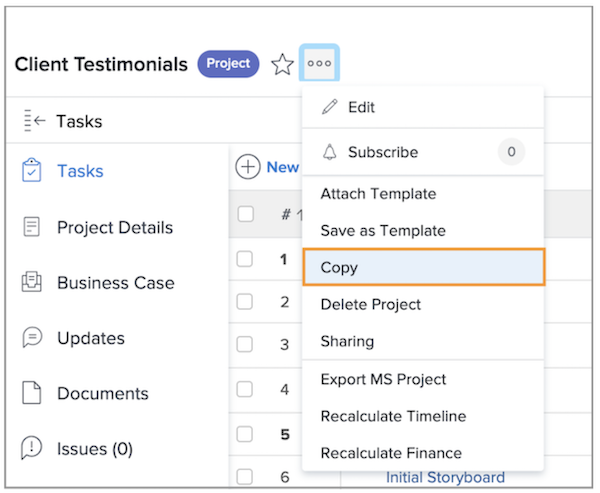 Client Testimonials Project
Tasks
Tasks
Project Details
Business Case
Updates
Documents
Issues (0)
New
# 1
1
2
3
4
5
6 Initial Storyboard
Edit
Subscribe 0
Attach Template
Save as Template
Copy
Delete Project
Sharing
Export MS Project
Recalculate Timeline
Recalculate Finance